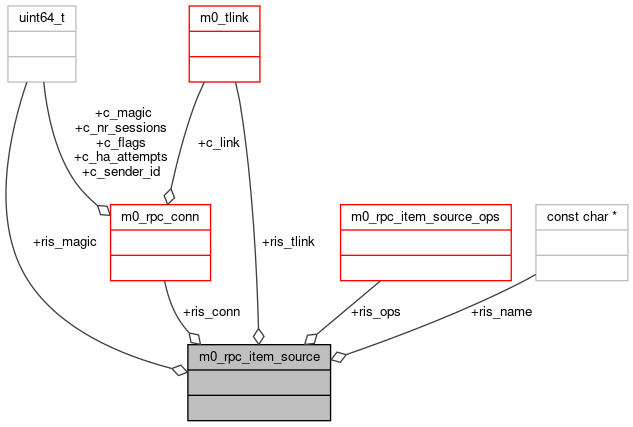 uint64_t
m0_tlink
+c_magic
+c_nr_sessions
+c_flags
+c_ha_attempts
+c_sender_id
+c_link
m0_rpc_conn
m0_rpc_item_source_ops
const char *
+ris_magic
+ris_tlink
+ris_conn
+ris_ops
+ris_name
m0_rpc_item_source